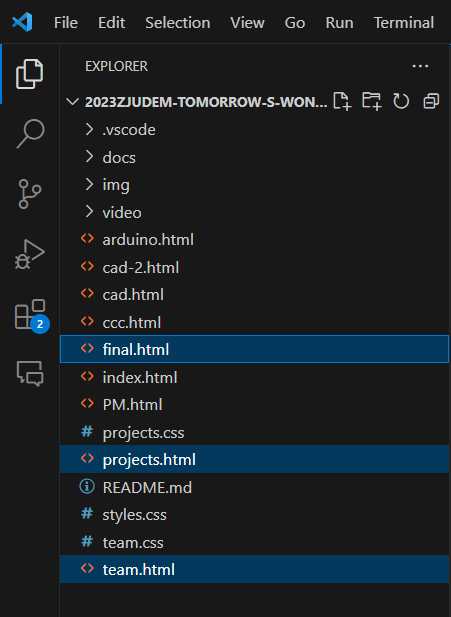 File Edit Selection View Go Run Terminal
EXPLORER ...
2023ZJUDEM-TOMORROW-S-WON...
.vscode
docs
img
video
<> arduino.html
<> cad-2.html
<> cad.html
<> ccc.html
<> final.html
<> index.html
<> PM.html
# projects.css
<> projects.html
README.md
# styles.css
# team.css
<> team.html
2